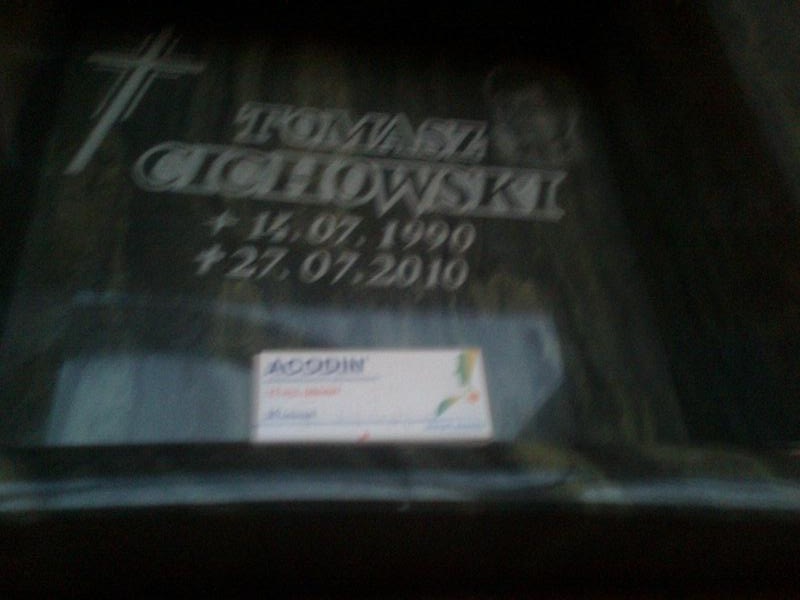 TOMASZ
CICHOWSKI
+ 14.07.1990
+ 27.07.2010
ACODIN